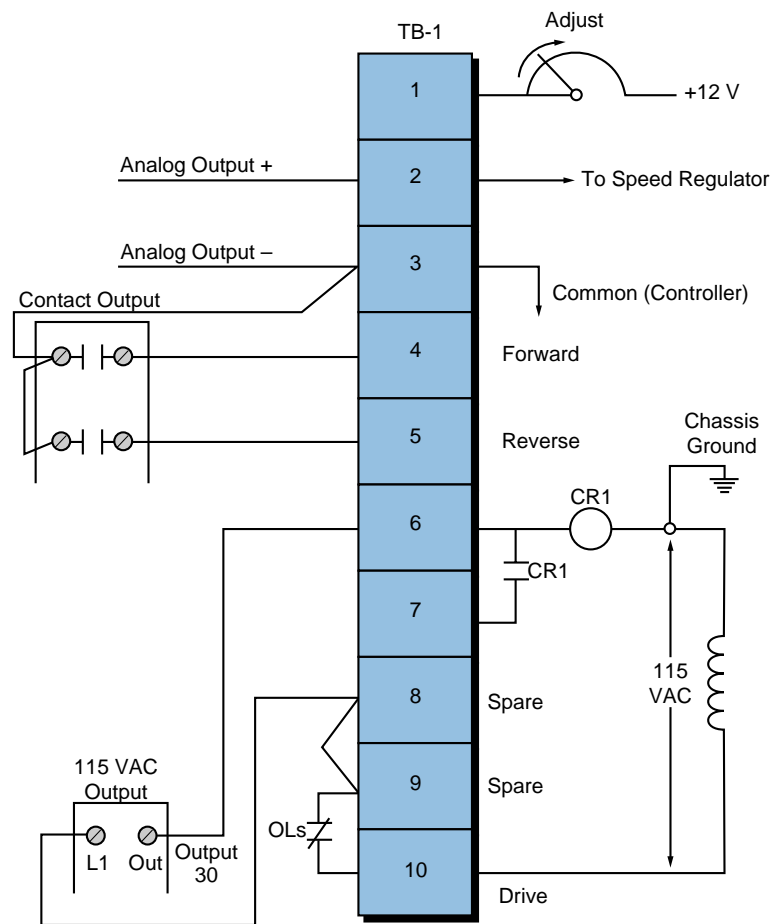 Adjust
TB-1
1
+12 V
Analog Output +
2
To Speed Regulator
Analog Output –
3
Common (Controller)
Contact Output
4
Forward
5
Reverse
Chassis
Ground
6
CR1
CR1
7
115
VAC
8
Spare
115 VAC
Output
9
Spare
OLs
L1
Out
Output
30
10
Drive